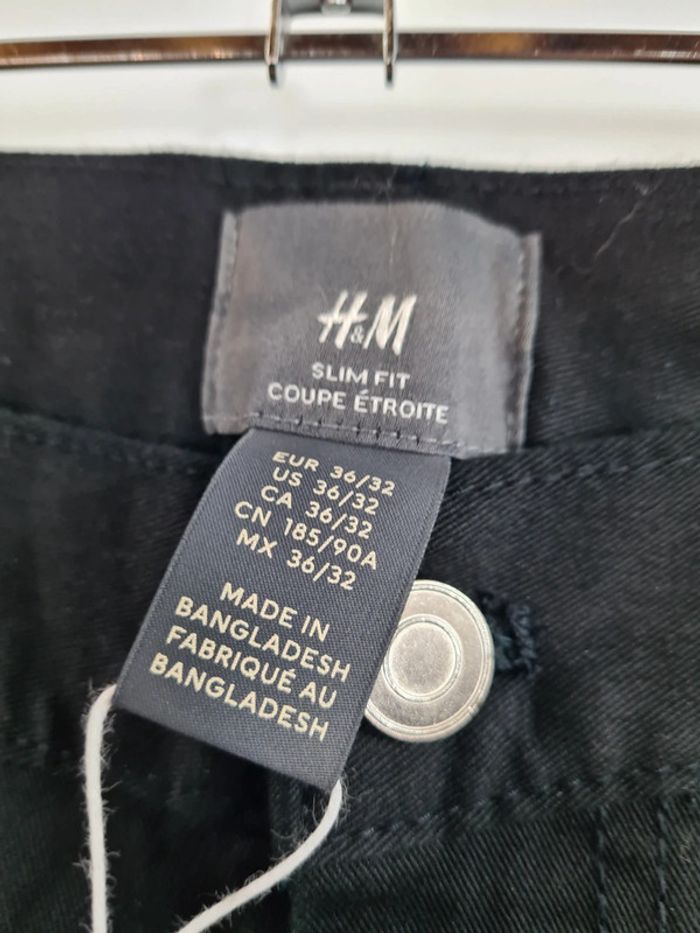 H&M
SLIM FIT
COUPE ÉTROITE
EUR 36/32
US 36/32
CA 36/32
CN 185/90A
MX 36/32
MADE IN
BANGLADESH
FABRIQUÉ AU
BANGLADESH